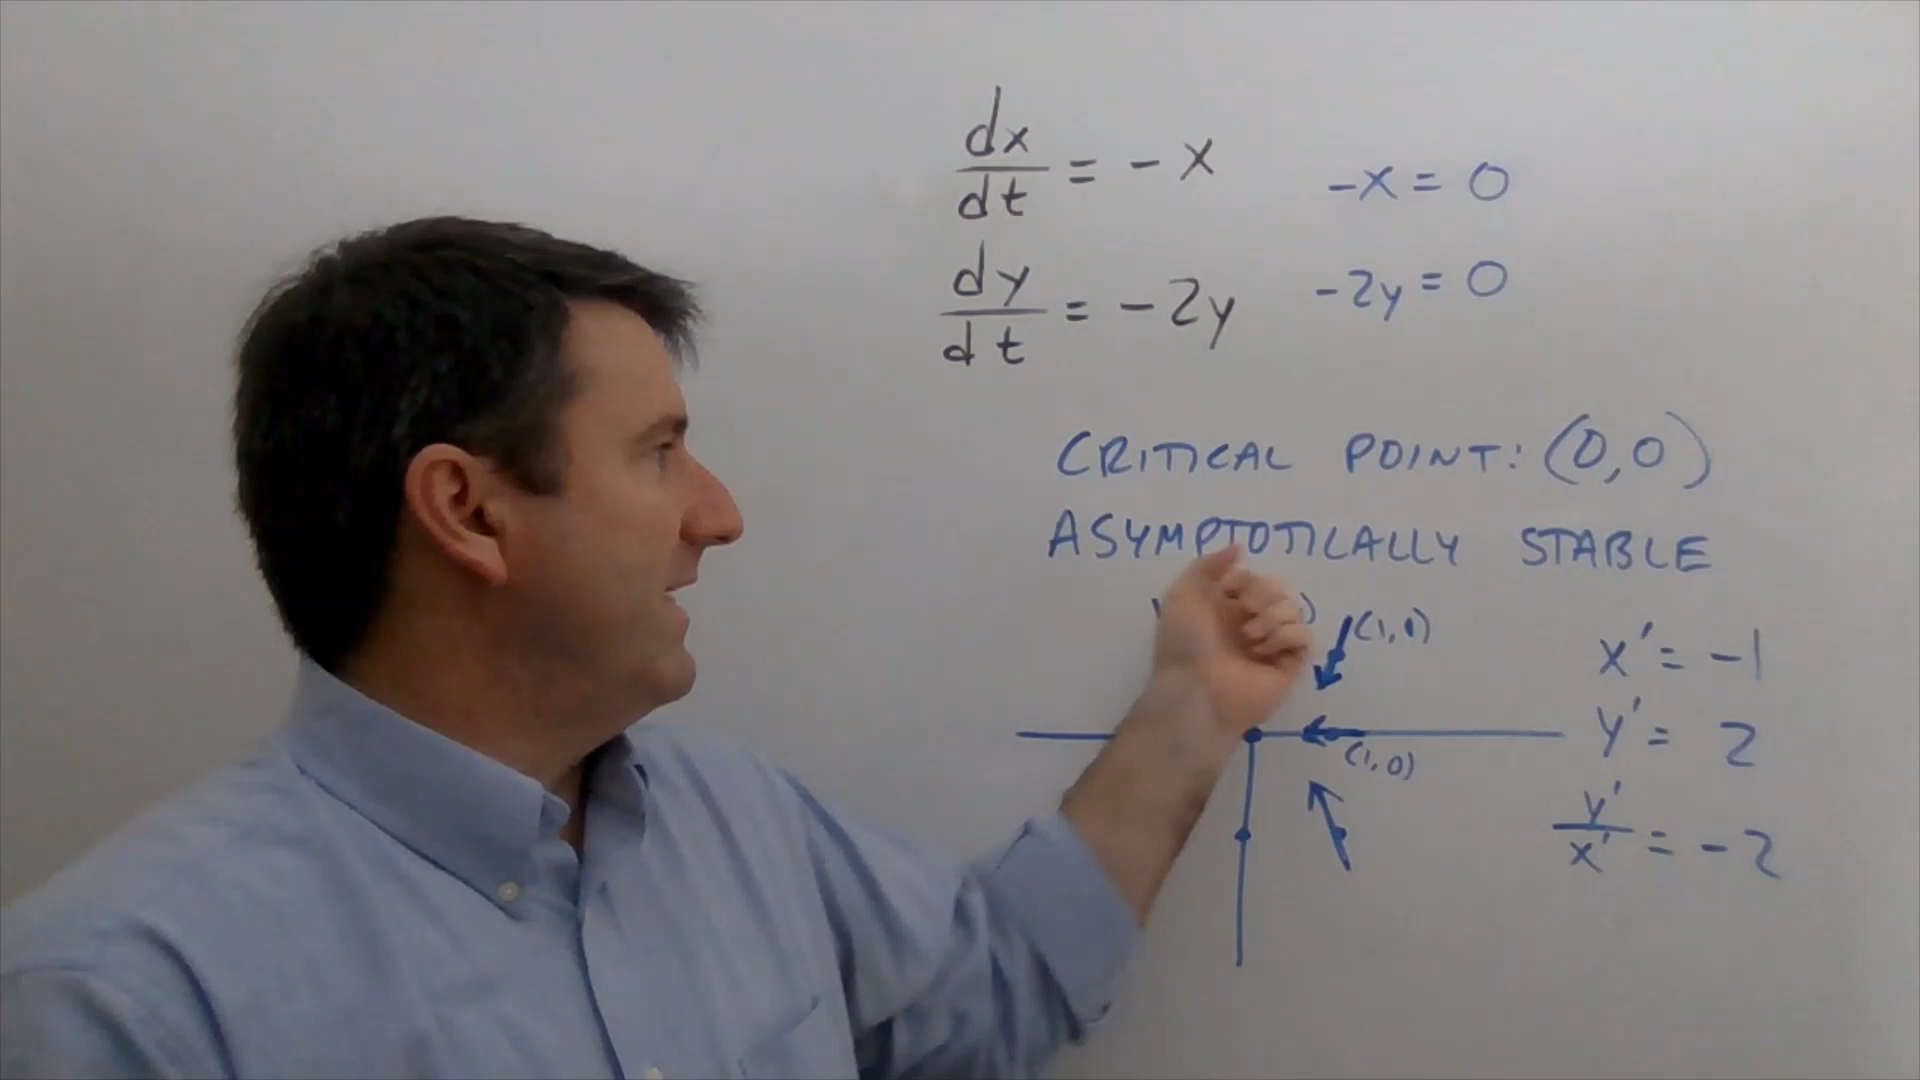 dx/dt = -x   -x = 0
dy/dt = -2y   -2y = 0
CRITICAL POINT: (0,0)
ASYMPTOTICALLY STABLE
(1,1)
(1,0)
x' = -1
y' = 2
y'/x' = -2